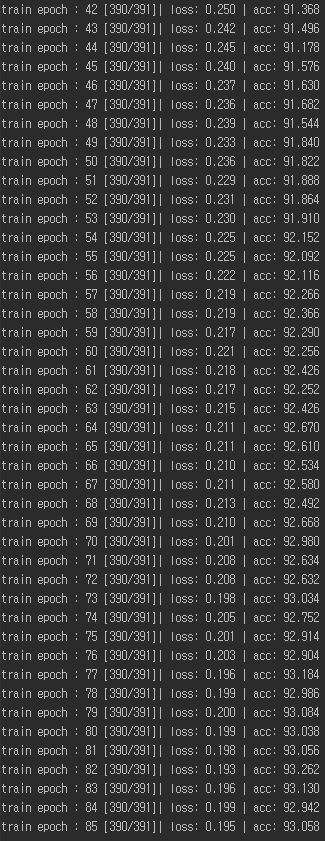 train epoch : 42 [390/391]| loss: 0.250 | acc: 91.368
train epoch : 43 [390/391]| loss: 0.242 | acc: 91.496
train epoch : 44 [390/391]| loss: 0.245 | acc: 91.178
train epoch : 45 [390/391]| loss: 0.240 | acc: 91.576
train epoch : 46 [390/391]| loss: 0.237 | acc: 91.630
train epoch : 47 [390/391]| loss: 0.236 | acc: 91.682
train epoch : 48 [390/391]| loss: 0.239 | acc: 91.544
train epoch : 49 [390/391]| loss: 0.233 | acc: 91.840
train epoch : 50 [390/391]| loss: 0.236 | acc: 91.822
train epoch : 51 [390/391]| loss: 0.229 | acc: 91.888
train epoch : 52 [390/391]| loss: 0.231 | acc: 91.864
train epoch : 53 [390/391]| loss: 0.230 | acc: 91.910
train epoch : 54 [390/391]| loss: 0.225 | acc: 92.152
train epoch : 55 [390/391]| loss: 0.225 | acc: 92.092
train epoch : 56 [390/391]| loss: 0.222 | acc: 92.116
train epoch : 57 [390/391]| loss: 0.219 | acc: 92.266
train epoch : 58 [390/391]| loss: 0.219 | acc: 92.366
train epoch : 59 [390/391]| loss: 0.217 | acc: 92.290
train epoch : 60 [390/391]| loss: 0.221 | acc: 92.256
train epoch : 61 [390/391]| loss: 0.218 | acc: 92.426
train epoch : 62 [390/391]| loss: 0.217 | acc: 92.252
train epoch : 63 [390/391]| loss: 0.215 | acc: 92.426
train epoch : 64 [390/391]| loss: 0.211 | acc: 92.670
train epoch : 65 [390/391]| loss: 0.211 | acc: 92.610
train epoch : 66 [390/391]| loss: 0.210 | acc: 92.534
train epoch : 67 [390/391]| loss: 0.211 | acc: 92.580
train epoch : 68 [390/391]| loss: 0.213 | acc: 92.492
train epoch : 69 [390/391]| loss: 0.210 | acc: 92.668
train epoch : 70 [390/391]| loss: 0.201 | acc: 92.980
train epoch : 71 [390/391]| loss: 0.208 | acc: 92.634
train epoch : 72 [390/391]| loss: 0.208 | acc: 92.632
train epoch : 73 [390/391]| loss: 0.198 | acc: 93.034
train epoch : 74 [390/391]| loss: 0.205 | acc: 92.752
train epoch : 75 [390/391]| loss: 0.201 | acc: 92.914
train epoch : 76 [390/391]| loss: 0.203 | acc: 92.904
train epoch : 77 [390/391]| loss: 0.196 | acc: 93.184
train epoch : 78 [390/391]| loss: 0.199 | acc: 92.986
train epoch : 79 [390/391]| loss: 0.200 | acc: 93.084
train epoch : 80 [390/391]| loss: 0.199 | acc: 93.038
train epoch : 81 [390/391]| loss: 0.198 | acc: 93.056
train epoch : 82 [390/391]| loss: 0.193 | acc: 93.262
train epoch : 83 [390/391]| loss: 0.196 | acc: 93.130
train epoch : 84 [390/391]| loss: 0.199 | acc: 92.942
train epoch : 85 [390/391]| loss: 0.195 | acc: 93.058